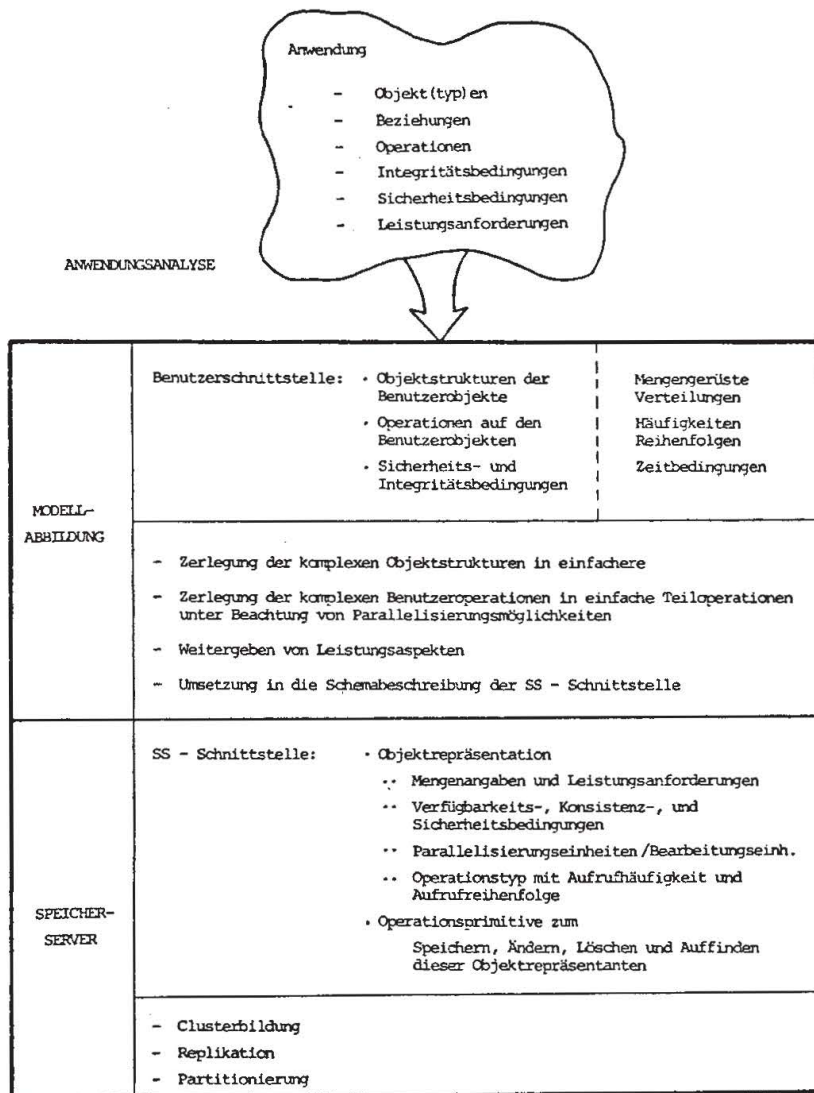 Anwendung
- Objekt(typ)en
- Beziehungen
- Operationen
- Integritätsbedingungen
- Sicherheitsbedingungen
- Leistungsanforderungen
ANWENDUNGSANALYSE
MODELL-
ABBILDUNG
Benutzerschnittstelle:
· Objektstrukturen der
Benutzerobjekte
· Operationen auf den
Benutzerobjekten
· Sicherheits- und
Integritätsbedingungen
Mengengerüste
Verteilungen
Häufigkeiten
Reihenfolgen
Zeitbedingungen
- Zerlegung der komplexen Objektstrukturen in einfachere
- Zerlegung der komplexen Benutzeroperationen in einfache Teiloperationen
unter Beachtung von Parallelisierungsmöglichkeiten
- Weitergeben von Leistungsaspekten
- Umsetzung in die Schemabeschreibung der SS - Schnittstelle
SPEICHER-
SERVER
SS - Schnittstelle:
· Objektrepräsentation
·· Mengenangaben und Leistungsanforderungen
·· Verfügbarkeits-, Konsistenz-, und
Sicherheitsbedingungen
·· Parallelisierungseinheiten/Bearbeitungseinh.
·· Operationstyp mit Aufrufhäufigkeit und
Aufrufreihenfolge
· Operationsprimitive zum
Speichern, Ändern, Löschen und Auffinden
dieser Objektrepräsentanten
- Clusterbildung
- Replikation
- Partitionierung